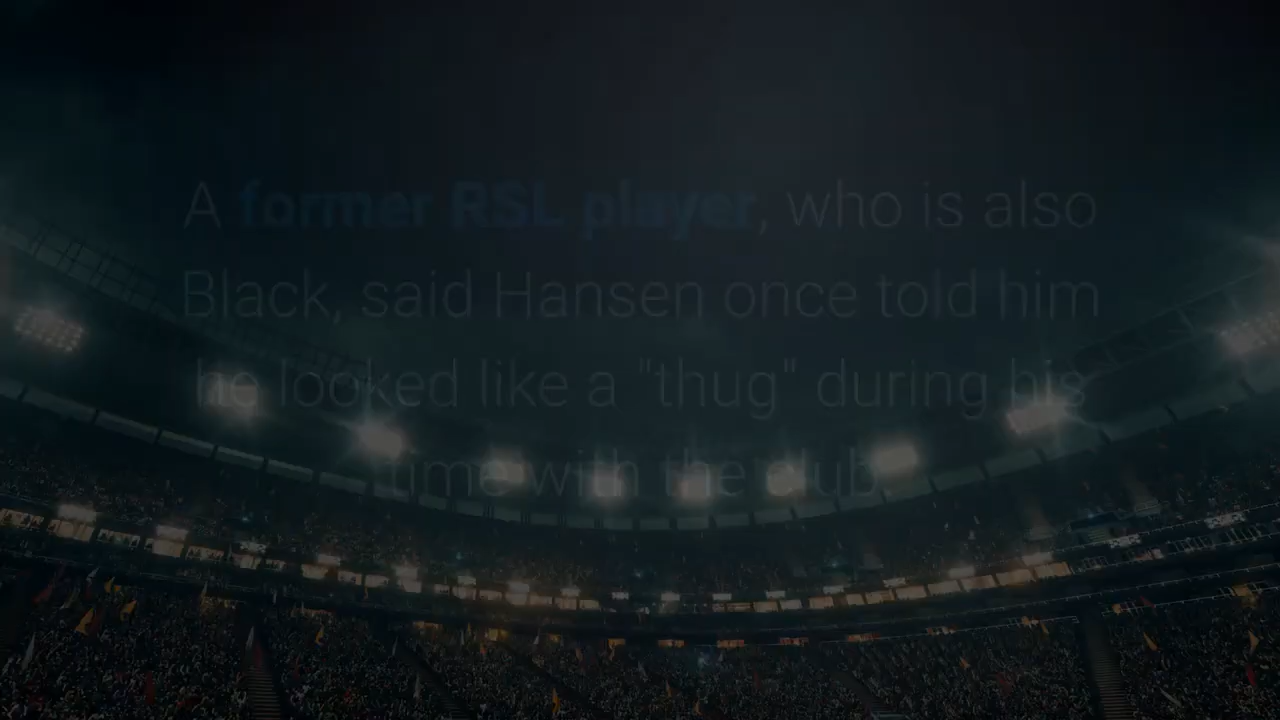 A former RSL player, who is also
Black, said Hansen once told him
he looked like a "thug" during his
time with the club